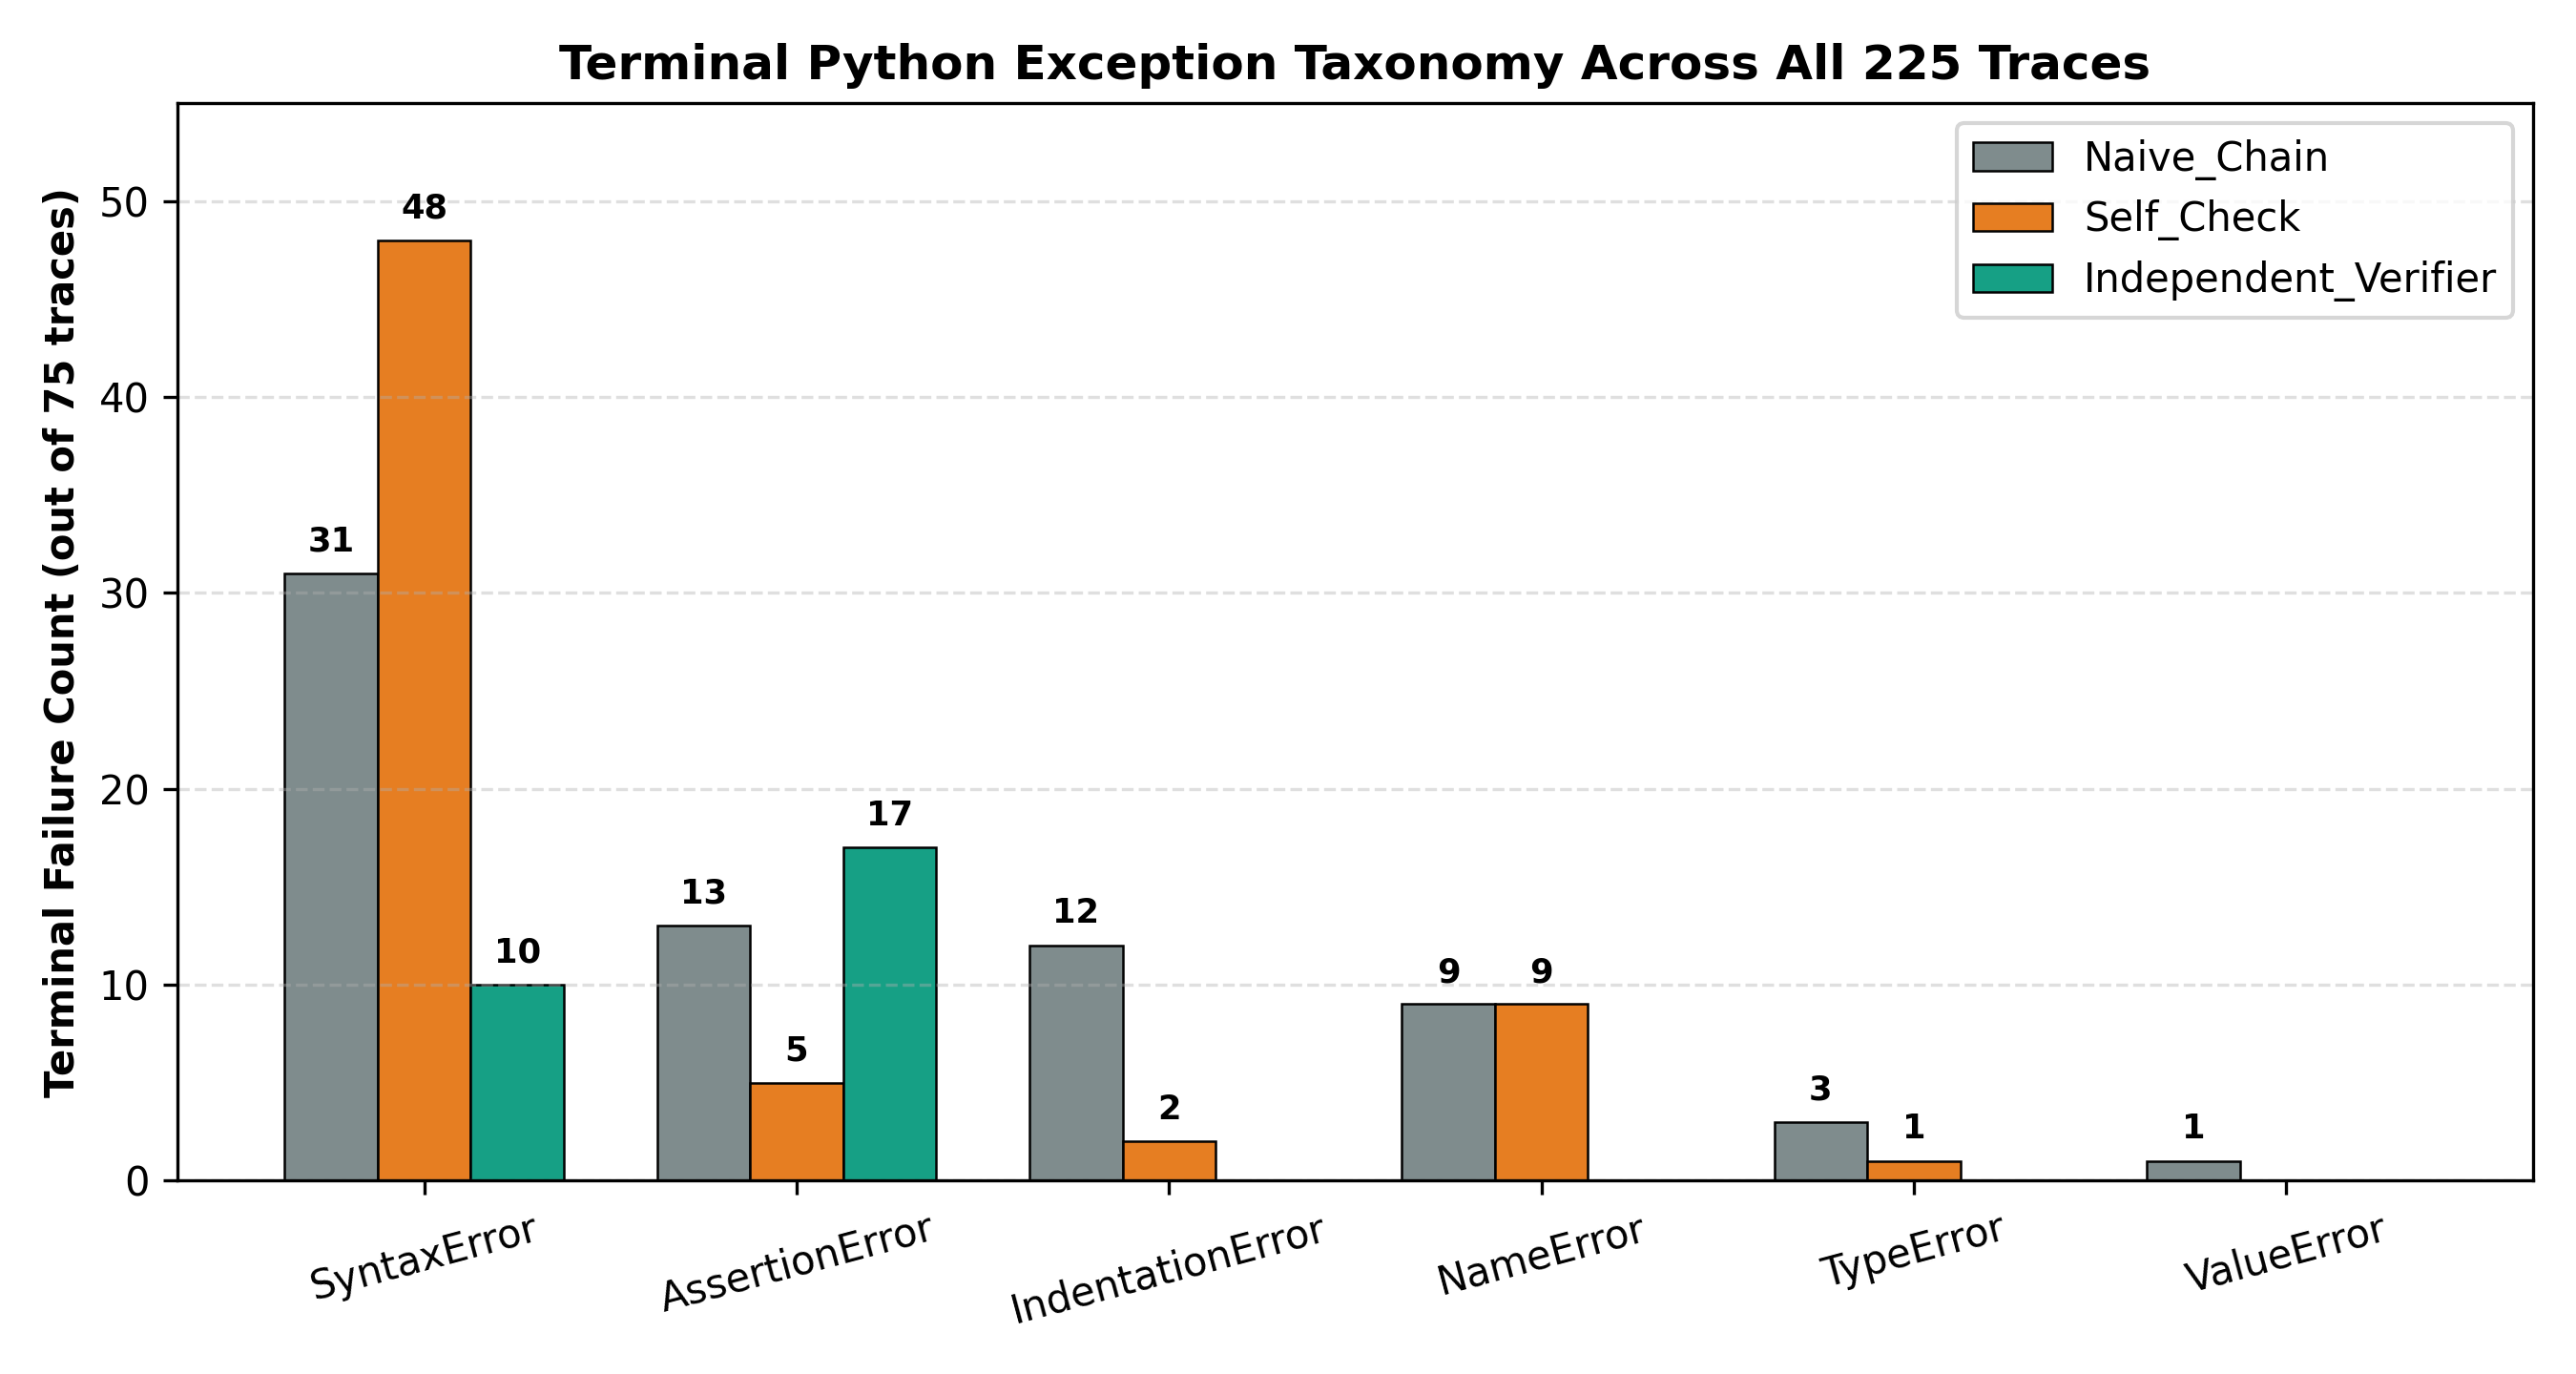 Terminal Python Exception Taxonomy Across All 225 Traces
Terminal Failure Count (out of 75 traces)
50
40
30
20
10
0
Naive_Chain
Self_Check
Independent_Verifier
31
48
10
13
5
17
12
2
9
9
3
1
1
SyntaxError
AssertionError
IndentationError
NameError
TypeError
ValueError